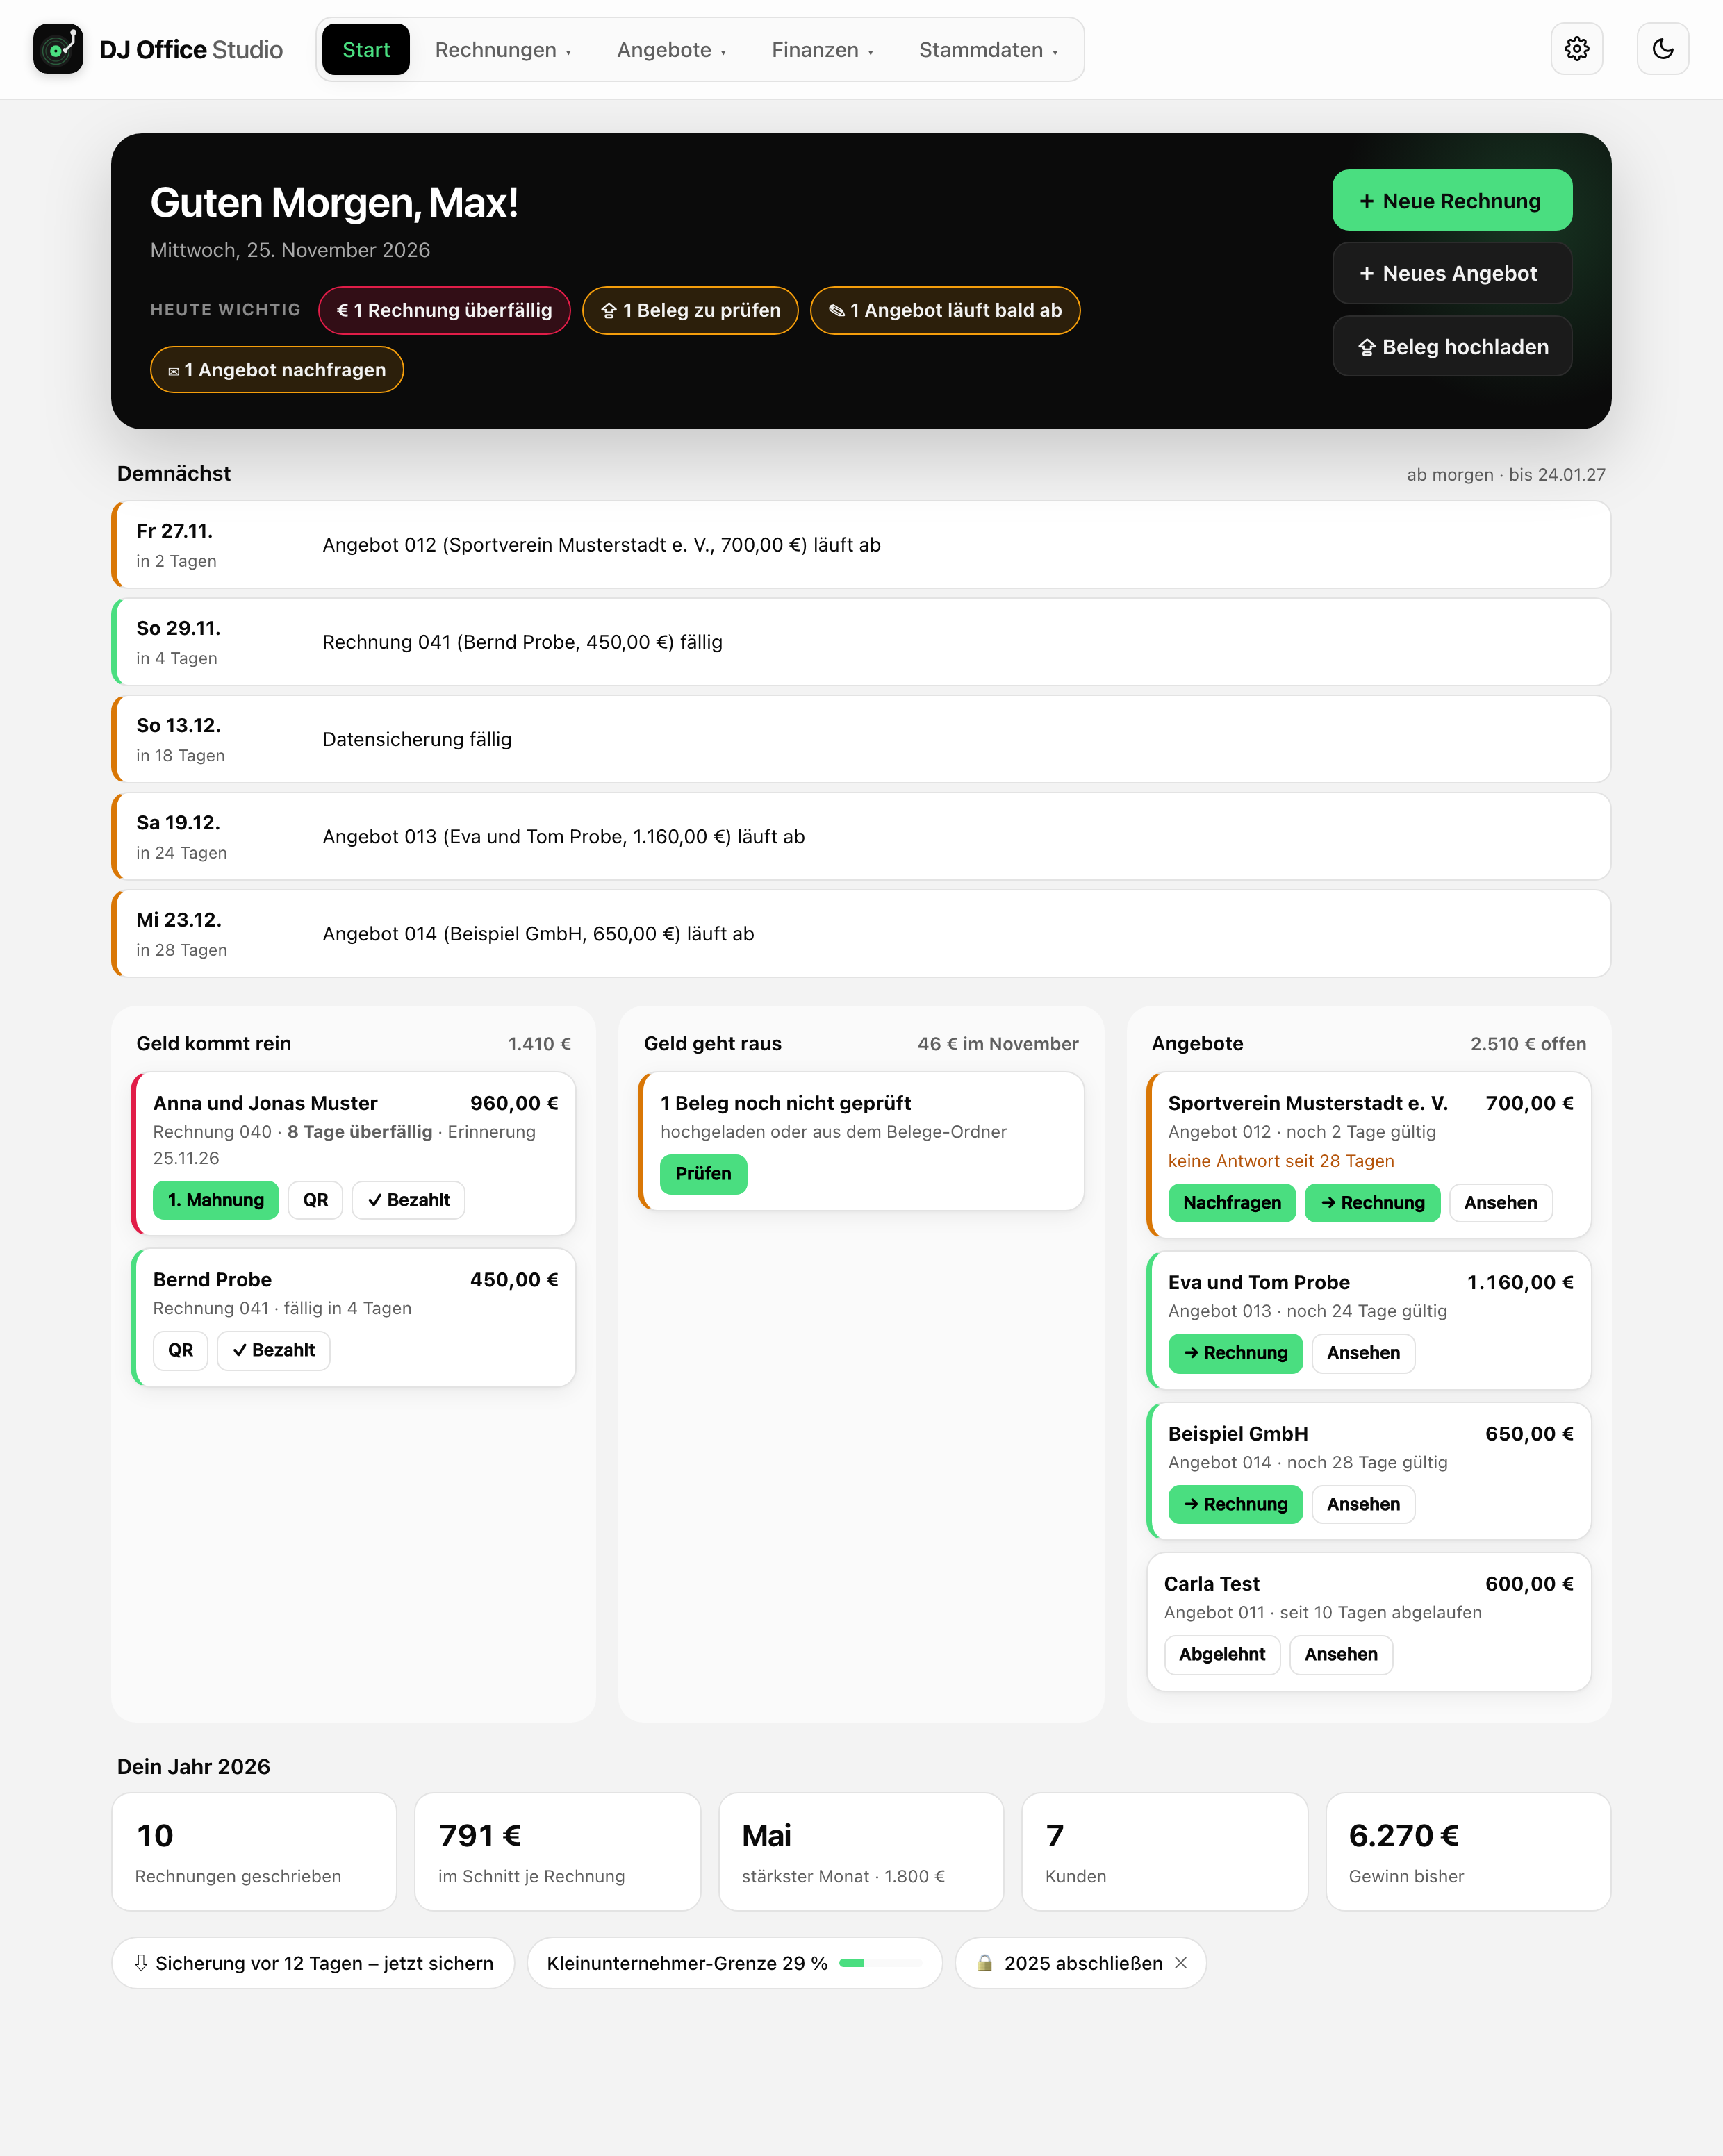 DJ Office Studio
Start
Rechnungen ▾
Angebote ▾
Finanzen ▾
Stammdaten ▾
Guten Morgen, Max!
Mittwoch, 25. November 2026
HEUTE WICHTIG
€ 1 Rechnung überfällig
1 Beleg zu prüfen
✎ 1 Angebot läuft bald ab
✉ 1 Angebot nachfragen
+ Neue Rechnung
+ Neues Angebot
Beleg hochladen
Demnächst
ab morgen · bis 24.01.27
Fr 27.11.
in 2 Tagen
Angebot 012 (Sportverein Musterstadt e. V., 700,00 €) läuft ab
So 29.11.
in 4 Tagen
Rechnung 041 (Bernd Probe, 450,00 €) fällig
So 13.12.
in 18 Tagen
Datensicherung fällig
Sa 19.12.
in 24 Tagen
Angebot 013 (Eva und Tom Probe, 1.160,00 €) läuft ab
Mi 23.12.
in 28 Tagen
Angebot 014 (Beispiel GmbH, 650,00 €) läuft ab
Geld kommt rein
1.410 €
Anna und Jonas Muster
960,00 €
Rechnung 040 · 8 Tage überfällig · Erinnerung
25.11.26
1. Mahnung
QR
✓ Bezahlt
Bernd Probe
450,00 €
Rechnung 041 · fällig in 4 Tagen
QR
✓ Bezahlt
Geld geht raus
46 € im November
1 Beleg noch nicht geprüft
hochgeladen oder aus dem Belege-Ordner
Prüfen
Angebote
2.510 € offen
Sportverein Musterstadt e. V.
700,00 €
Angebot 012 · noch 2 Tage gültig
keine Antwort seit 28 Tagen
Nachfragen
→ Rechnung
Ansehen
Eva und Tom Probe
1.160,00 €
Angebot 013 · noch 24 Tage gültig
→ Rechnung
Ansehen
Beispiel GmbH
650,00 €
Angebot 014 · noch 28 Tage gültig
→ Rechnung
Ansehen
Carla Test
600,00 €
Angebot 011 · seit 10 Tagen abgelaufen
Abgelehnt
Ansehen
Dein Jahr 2026
10
Rechnungen geschrieben
791 €
im Schnitt je Rechnung
Mai
stärkster Monat · 1.800 €
7
Kunden
6.270 €
Gewinn bisher
⇩ Sicherung vor 12 Tagen – jetzt sichern
Kleinunternehmer-Grenze 29 %
🔒 2025 abschließen ✕